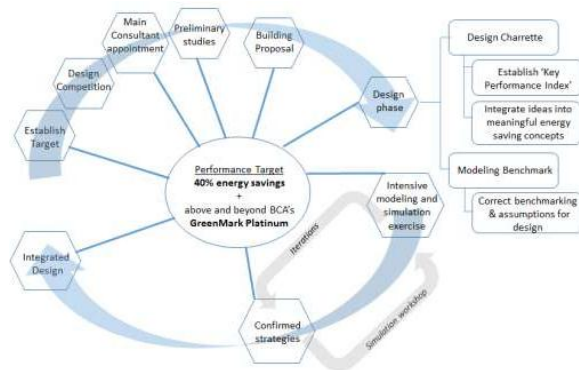 Establish
Target
Design
Competition
Main
Consultant
appointment
Preliminary
studies
Building
Proposal
Design
phase
Design Charrette
Establish 'Key
Performance Index'
Integrate ideas into
meaningful energy
saving concepts
Modeling Benchmark
Correct benchmarking
& assumptions for
design
Performance Target
40% energy savings
+
above and beyond BCA's
GreenMark Platinum
Intensive
modeling and
simulation
exercise
Iterations
Simulation workshop
Confirmed
strategies
Integrated
Design